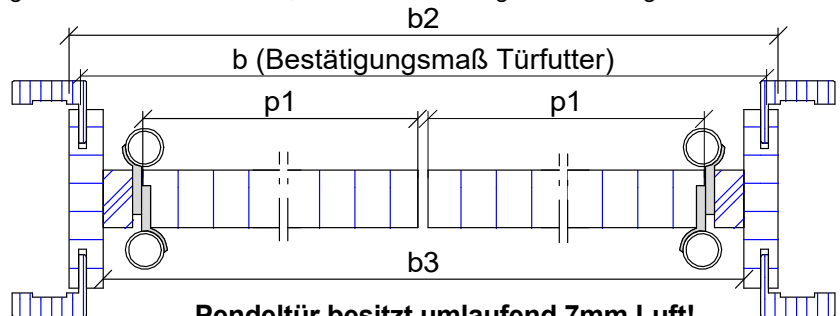 b2
b (Bestätigungsmaß Türfutter)
p1 p1
b3
Pendeltür besitzt umlaufend 7mm Luft!